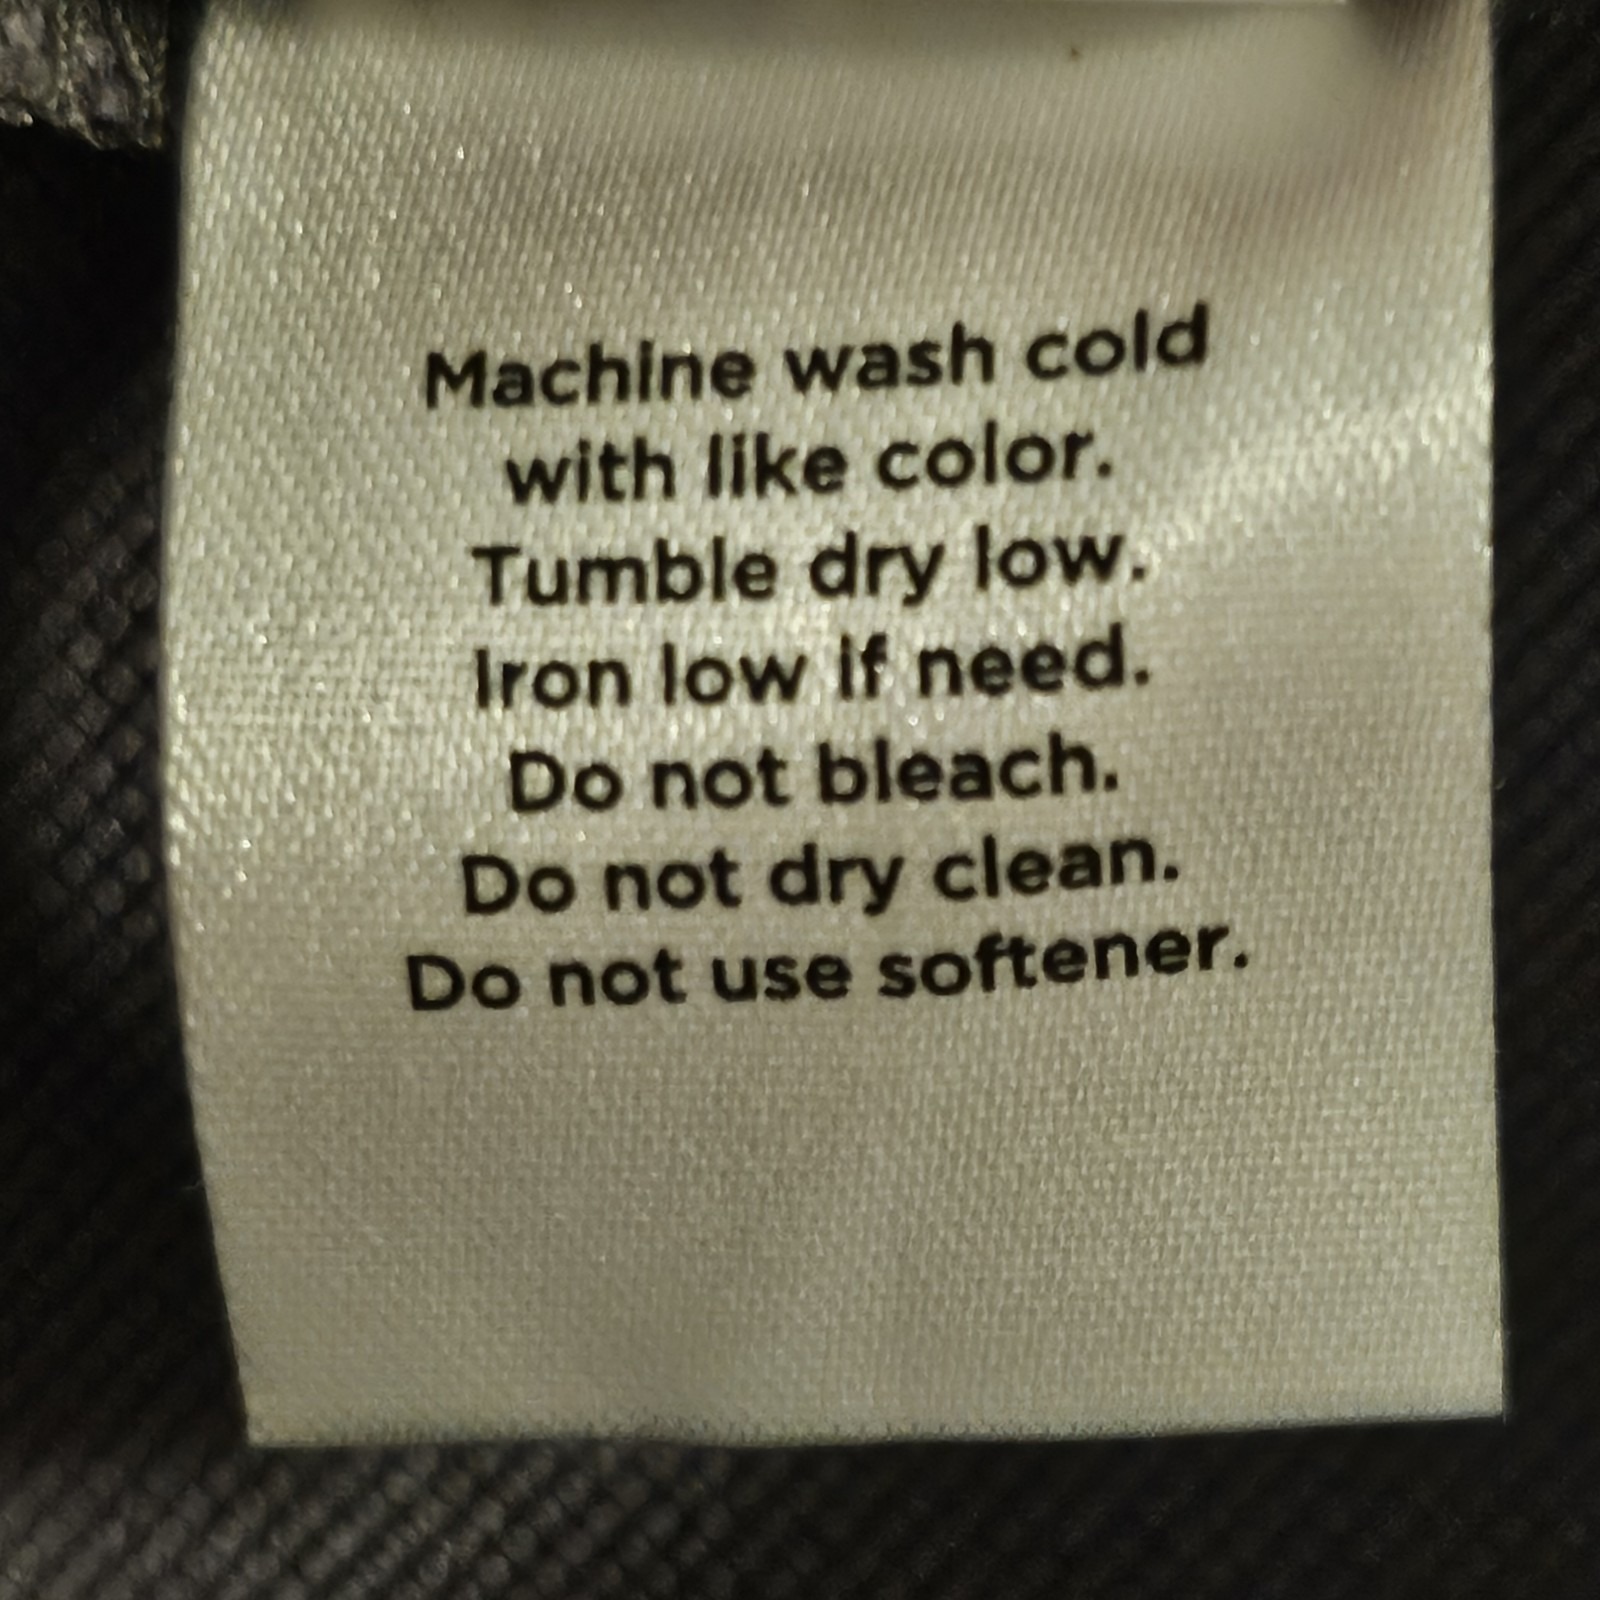 Machine wash cold
with like color.
Tumble dry low.
Iron low if need.
Do not bleach.
Do not dry clean.
Do not use softener.